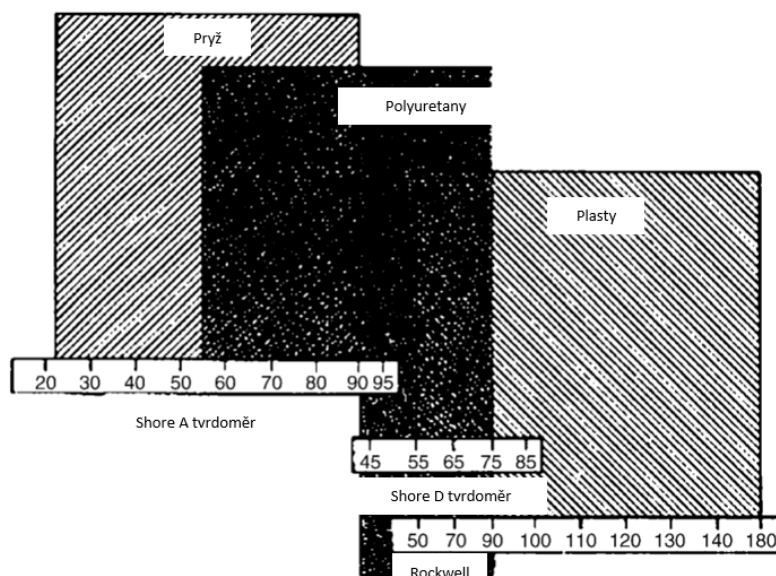 Pryž
Polyuretany
Plasty
20 30 40 50 60 70 80 90 95
Shore A tvrdoměr
45 55 65 75 85
Shore D tvrdoměr
50 70 90 100 110 120 130 140 180
Rockwell